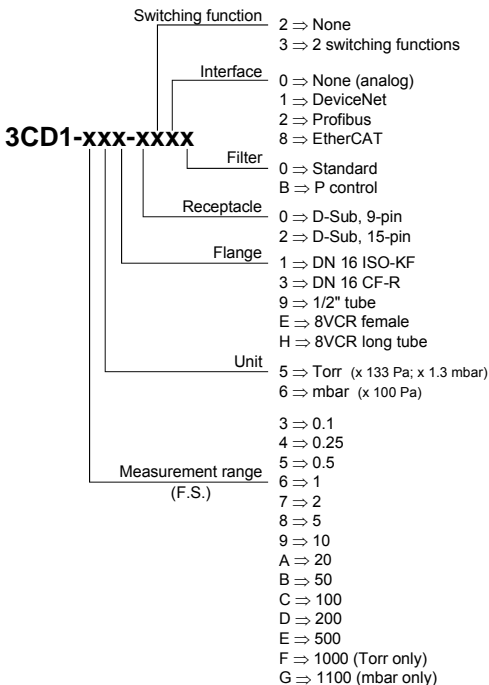 Switching function
2 ⇒ None
3 ⇒ 2 switching functions
Interface
0 ⇒ None (analog)
1 ⇒ DeviceNet
2 ⇒ Profibus
8 ⇒ EtherCAT
3CD1-xxx-xxxx
Filter
0 ⇒ Standard
B ⇒ P control
Receptacle
0 ⇒ D-Sub, 9-pin
2 ⇒ D-Sub, 15-pin
Flange
1 ⇒ DN 16 ISO-KF
3 ⇒ DN 16 CF-R
9 ⇒ 1/2" tube
E ⇒ 8VCR female
H ⇒ 8VCR long tube
Unit
5 ⇒ Torr (x 133 Pa; x 1.3 mbar)
6 ⇒ mbar (x 100 Pa)
Measurement range
(F.S.)
3 ⇒ 0.1
4 ⇒ 0.25
5 ⇒ 0.5
6 ⇒ 1
7 ⇒ 2
8 ⇒ 5
9 ⇒ 10
A ⇒ 20
B ⇒ 50
C ⇒ 100
D ⇒ 200
E ⇒ 500
F ⇒ 1000 (Torr only)
G ⇒ 1100 (mbar only)